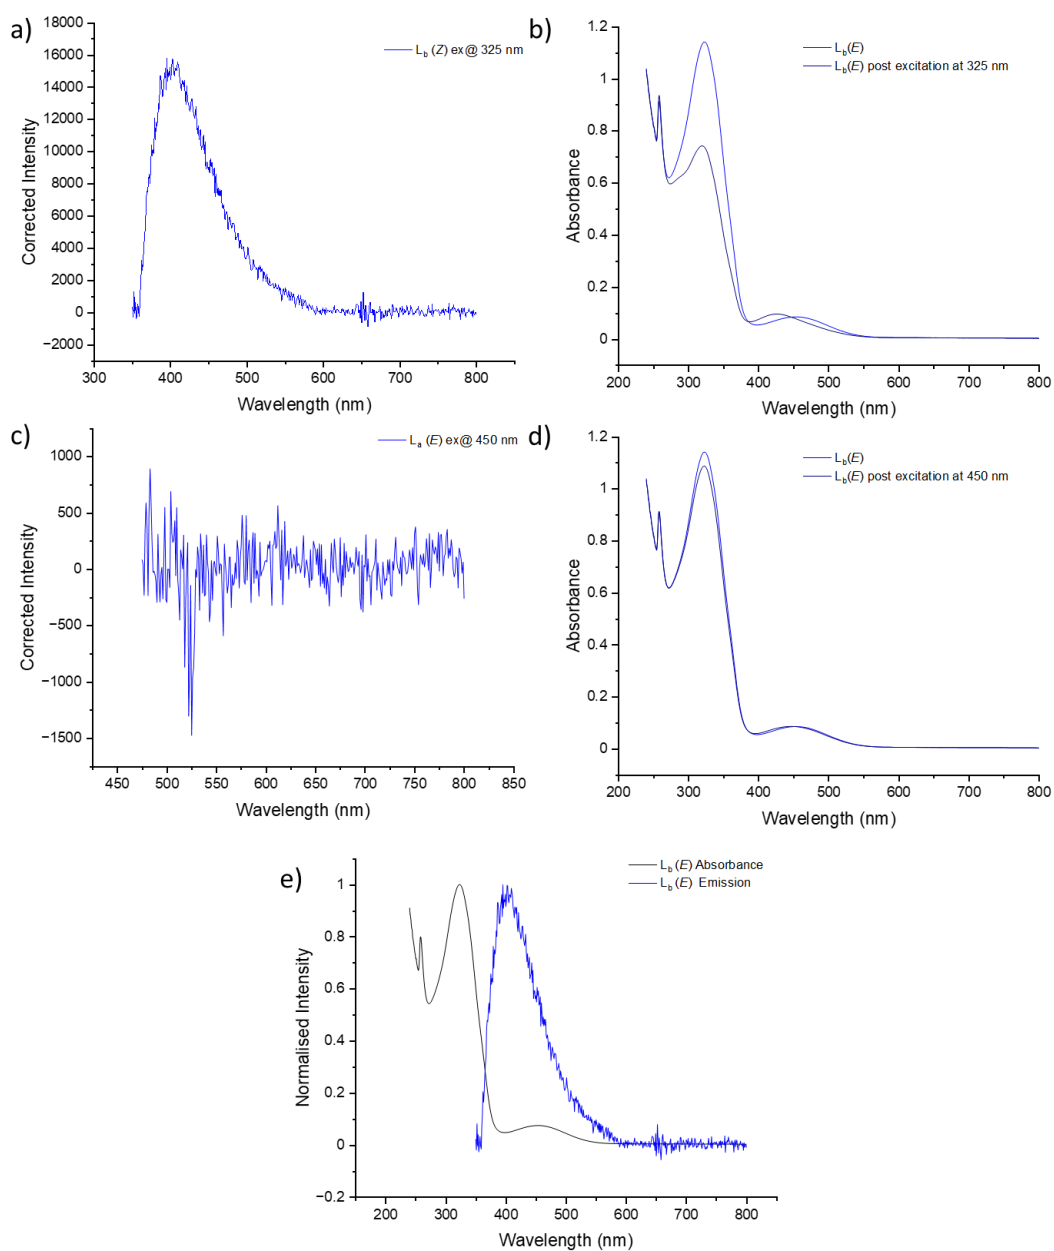 a)
L_b (Z) ex@ 325 nm
18000
16000
14000
12000
10000
8000
6000
4000
2000
0
−2000
300 400 500 600 700 800
Corrected Intensity
Wavelength (nm)
b)
L_b(E)
L_b(E) post excitation at 325 nm
1.2
1
0.8
0.6
0.4
0.2
0
200 300 400 500 600 700 800
Absorbance
Wavelength (nm)
c)
L_a (E) ex@ 450 nm
1000
500
0
−500
−1000
−1500
450 500 550 600 650 700 750 800 850
Corrected Intensity
Wavelength (nm)
d)
L_b(E)
L_b(E) post excitation at 450 nm
1.2
1
0.8
0.6
0.4
0.2
0
200 300 400 500 600 700 800
Absorbance
Wavelength (nm)
e)
L_b (E) Absorbance
L_b (E) Emission
1
0.8
0.6
0.4
0.2
0
−0.2
200 300 400 500 600 700 800
Normalised Intensity
Wavelength (nm)